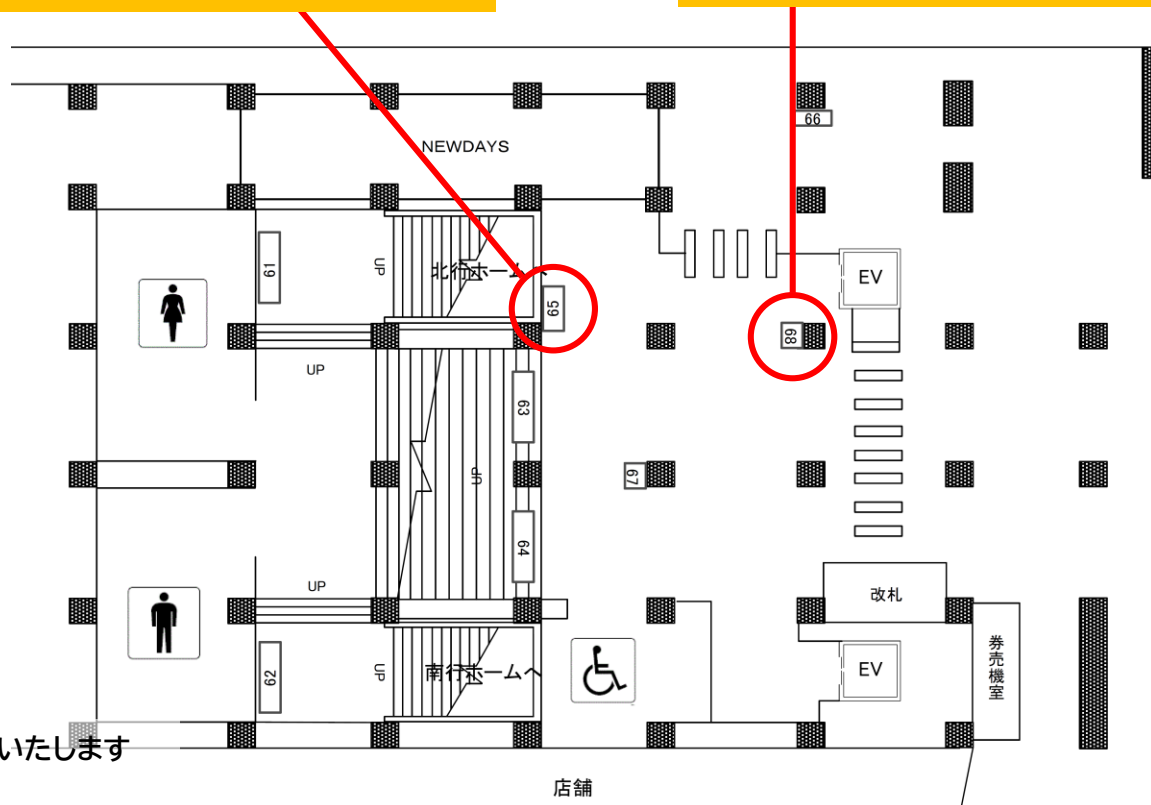 66
NEWDAYS
61
UP
北行ホームへ
65
EV
68
UP
63
UP
67
64
UP
改札
券売機室
62
UP
南行ホームへ
EV
いたします
店舗